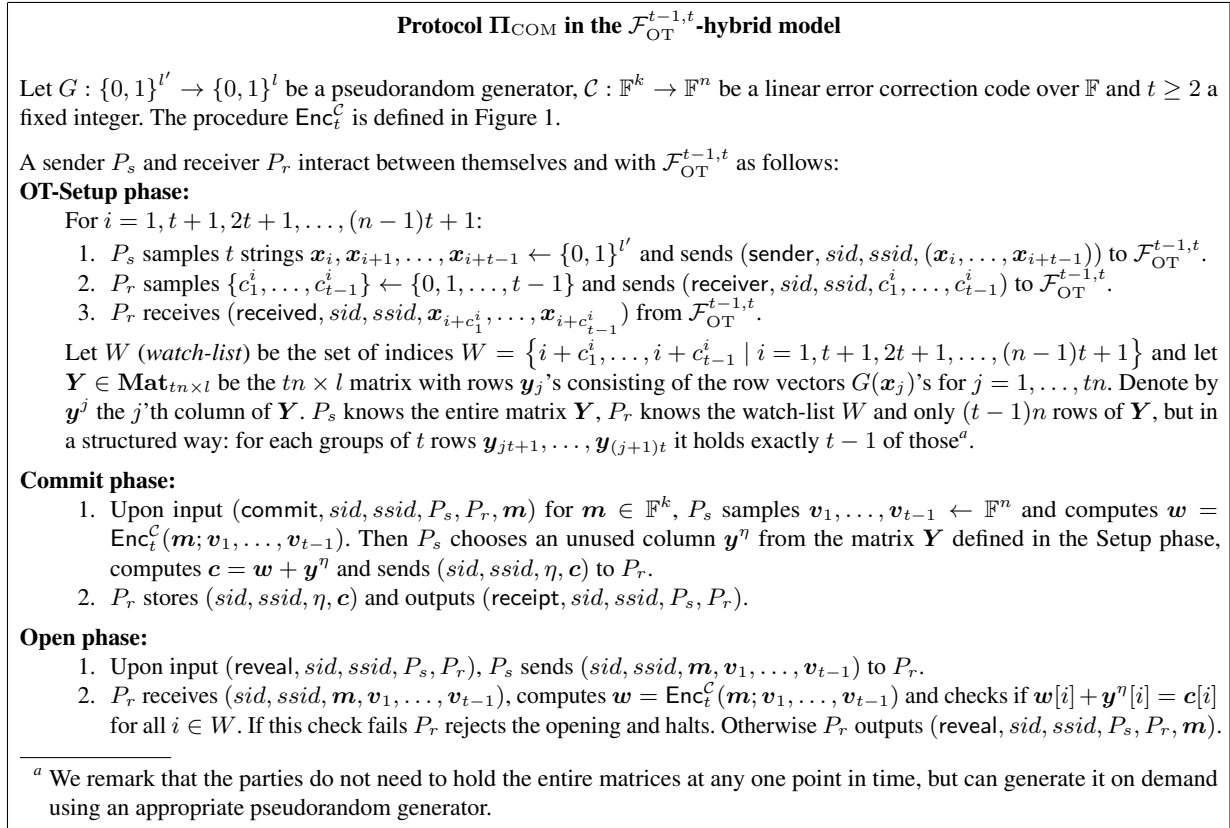 Protocol Π_COM in the F_OT^{t−1,t}-hybrid model
Let G : {0, 1}^{l′} → {0, 1}^l be a pseudorandom generator, C : 𝔽^k → 𝔽^n be a linear error correction code over 𝔽 and t ≥ 2 a
fixed integer. The procedure Enc_t^C is defined in Figure 1.
A sender P_s and receiver P_r interact between themselves and with F_OT^{t−1,t} as follows:
OT-Setup phase:
For i = 1, t + 1, 2t + 1, . . . , (n − 1)t + 1:
1. P_s samples t strings x_i, x_{i+1}, . . . , x_{i+t−1} ← {0, 1}^{l′} and sends (sender, sid, ssid, (x_i, . . . , x_{i+t−1})) to F_OT^{t−1,t}.
2. P_r samples {c_1^i, . . . , c_{t−1}^i} ← {0, 1, . . . , t − 1} and sends (receiver, sid, ssid, c_1^i, . . . , c_{t−1}^i) to F_OT^{t−1,t}.
3. P_r receives (received, sid, ssid, x_{i+c_1^i}, . . . , x_{i+c_{t−1}^i}) from F_OT^{t−1,t}.
Let W (watch-list) be the set of indices W = {i + c_1^i, . . . , i + c_{t−1}^i | i = 1, t + 1, 2t + 1, . . . , (n − 1)t + 1} and let
Y ∈ Mat_{tn×l} be the tn × l matrix with rows y_j's consisting of the row vectors G(x_j)'s for j = 1, . . . , tn. Denote by
y^j the j'th column of Y. P_s knows the entire matrix Y, P_r knows the watch-list W and only (t − 1)n rows of Y, but in
a structured way: for each groups of t rows y_{jt+1}, . . . , y_{(j+1)t} it holds exactly t − 1 of those^a.
Commit phase:
1. Upon input (commit, sid, ssid, P_s, P_r, m) for m ∈ 𝔽^k, P_s samples v_1, . . . , v_{t−1} ← 𝔽^n and computes w =
Enc_t^C(m; v_1, . . . , v_{t−1}). Then P_s chooses an unused column y^η from the matrix Y defined in the Setup phase,
computes c = w + y^η and sends (sid, ssid, η, c) to P_r.
2. P_r stores (sid, ssid, η, c) and outputs (receipt, sid, ssid, P_s, P_r).
Open phase:
1. Upon input (reveal, sid, ssid, P_s, P_r), P_s sends (sid, ssid, m, v_1, . . . , v_{t−1}) to P_r.
2. P_r receives (sid, ssid, m, v_1, . . . , v_{t−1}), computes w = Enc_t^C(m; v_1, . . . , v_{t−1}) and checks if w[i] + y^η[i] = c[i]
for all i ∈ W. If this check fails P_r rejects the opening and halts. Otherwise P_r outputs (reveal, sid, ssid, P_s, P_r, m).
^a We remark that the parties do not need to hold the entire matrices at any one point in time, but can generate it on demand
using an appropriate pseudorandom generator.